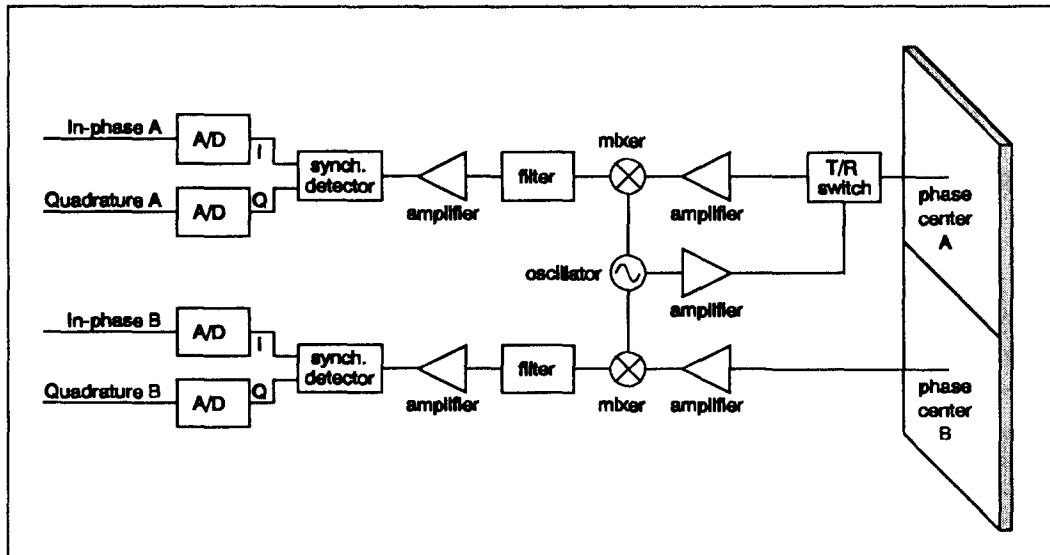 In-phase A
A/D
I
Quadrature A
A/D
Q
synch.
detector
amplifier
filter
mixer
amplifier
T/R
switch
phase
center
A
oscillator
amplifier
In-phase B
A/D
I
Quadrature B
A/D
Q
synch.
detector
amplifier
filter
mixer
amplifier
phase
center
B